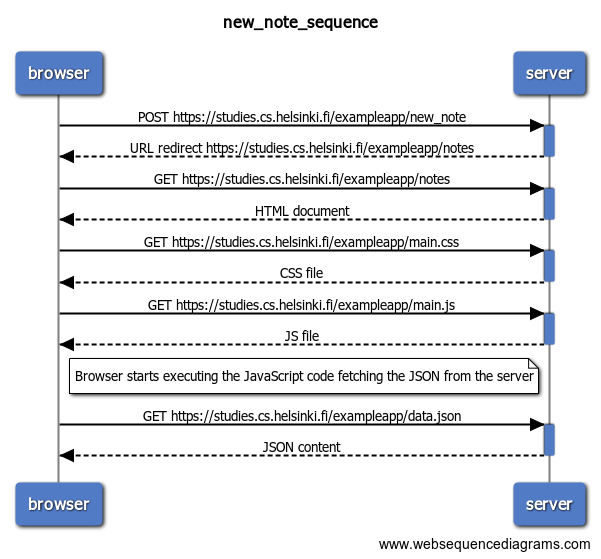 new_note_sequence
browser
server
POST https://studies.cs.helsinki.fi/exampleapp/new_note
URL redirect https://studies.cs.helsinki.fi/exampleapp/notes
GET https://studies.cs.helsinki.fi/exampleapp/notes
HTML document
GET https://studies.cs.helsinki.fi/exampleapp/main.css
CSS file
GET https://studies.cs.helsinki.fi/exampleapp/main.js
JS file
Browser starts executing the JavaScript code fetching the JSON from the server
GET https://studies.cs.helsinki.fi/exampleapp/data.json
JSON content
browser
server
www.websequencediagrams.com